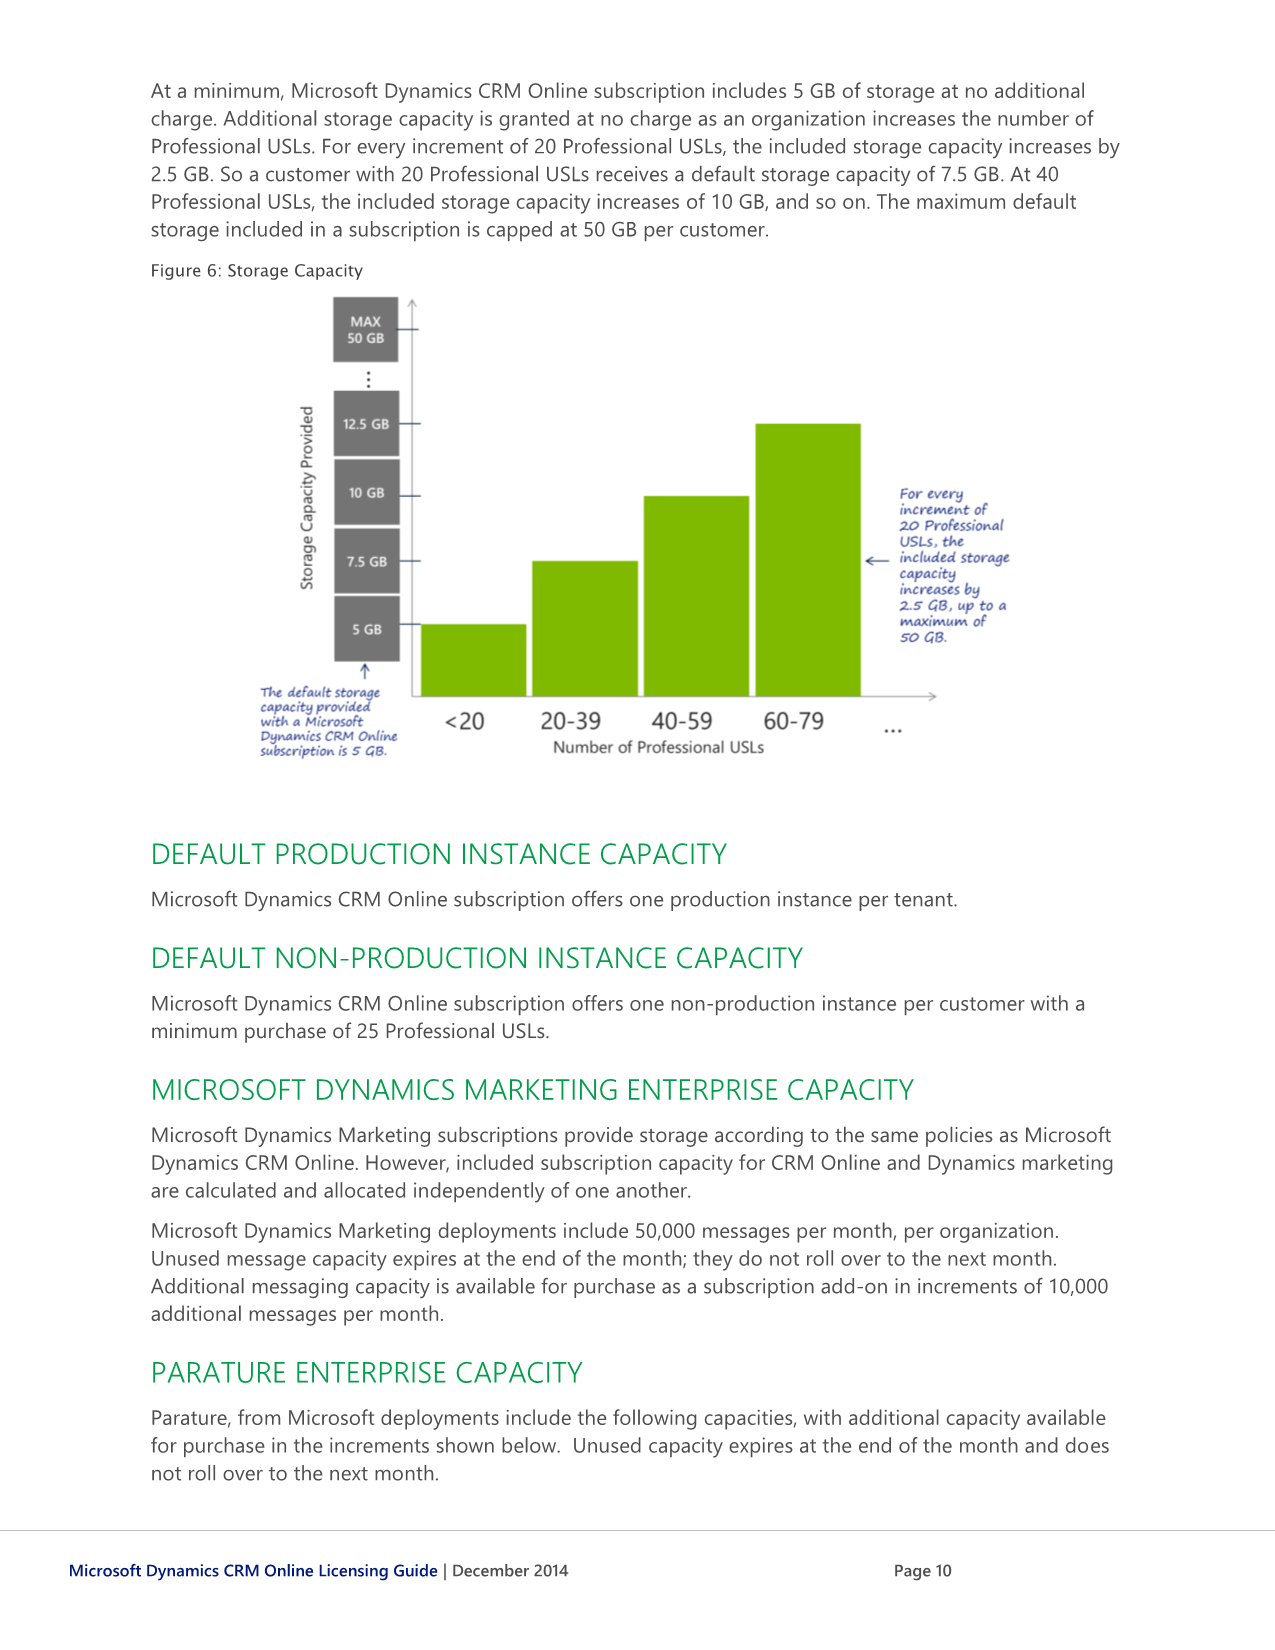 At a minimum, Microsoft Dynamics CRM Online subscription includes 5 GB of storage at no additional
charge. Additional storage capacity is granted at no charge as an organization increases the number of
Professional USLs. For every increment of 20 Professional USLs, the included storage capacity increases by
2.5 GB. So a customer with 20 Professional USLs receives a default storage capacity of 7.5 GB. At 40
Professional USLs, the included storage capacity increases of 10 GB, and so on. The maximum default
storage included in a subscription is capped at 50 GB per customer.
Figure 6: Storage Capacity
MAX
50 GB
⋮
12.5 GB
10 GB
7.5 GB
5 GB
Storage Capacity Provided
For every
increment of
20 Professional
USLs, the
included storage
capacity
increases by
2.5 GB, up to a
maximum of
50 GB.
The default storage
capacity provided
with a Microsoft
Dynamics CRM Online
subscription is 5 GB.
<20 20-39 40-59 60-79 ...
Number of Professional USLs
DEFAULT PRODUCTION INSTANCE CAPACITY
Microsoft Dynamics CRM Online subscription offers one production instance per tenant.
DEFAULT NON-PRODUCTION INSTANCE CAPACITY
Microsoft Dynamics CRM Online subscription offers one non-production instance per customer with a
minimum purchase of 25 Professional USLs.
MICROSOFT DYNAMICS MARKETING ENTERPRISE CAPACITY
Microsoft Dynamics Marketing subscriptions provide storage according to the same policies as Microsoft
Dynamics CRM Online. However, included subscription capacity for CRM Online and Dynamics marketing
are calculated and allocated independently of one another.
Microsoft Dynamics Marketing deployments include 50,000 messages per month, per organization.
Unused message capacity expires at the end of the month; they do not roll over to the next month.
Additional messaging capacity is available for purchase as a subscription add-on in increments of 10,000
additional messages per month.
PARATURE ENTERPRISE CAPACITY
Parature, from Microsoft deployments include the following capacities, with additional capacity available
for purchase in the increments shown below. Unused capacity expires at the end of the month and does
not roll over to the next month.
Microsoft Dynamics CRM Online Licensing Guide | December 2014 Page 10